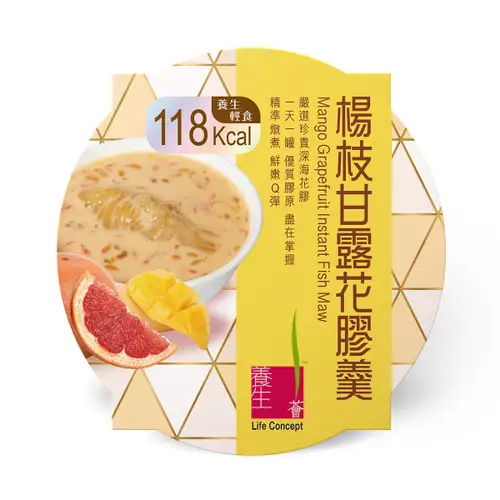 養生
輕食
118Kcal
楊枝甘露花膠羹
Mango Grapefruit Instant Fish Maw
嚴選珍貴深海花膠
一天一罐 優質膠原 盡在掌握
精準燉煮 鮮嫩Q彈
養生
薈
Life Concept